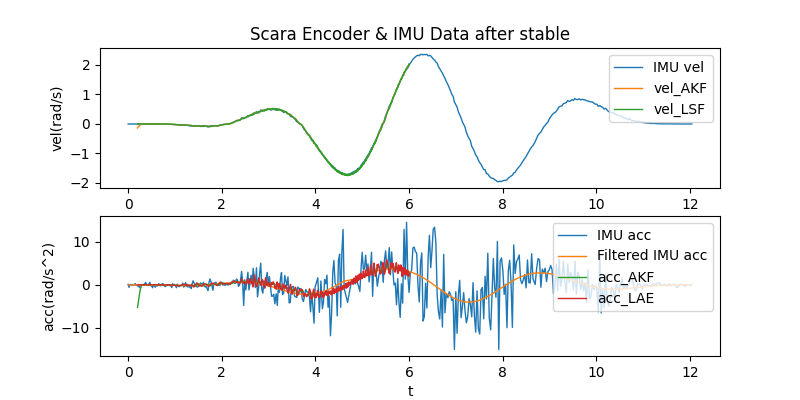 Scara Encoder & IMU Data after stable
vel(rad/s)
2
1
0
−1
−2
IMU vel
vel_AKF
vel_LSF
0 2 4 6 8 10 12
acc(rad/s^2)
10
0
−10
IMU acc
Filtered IMU acc
acc_AKF
acc_LAE
0 2 4 6 8 10 12
t